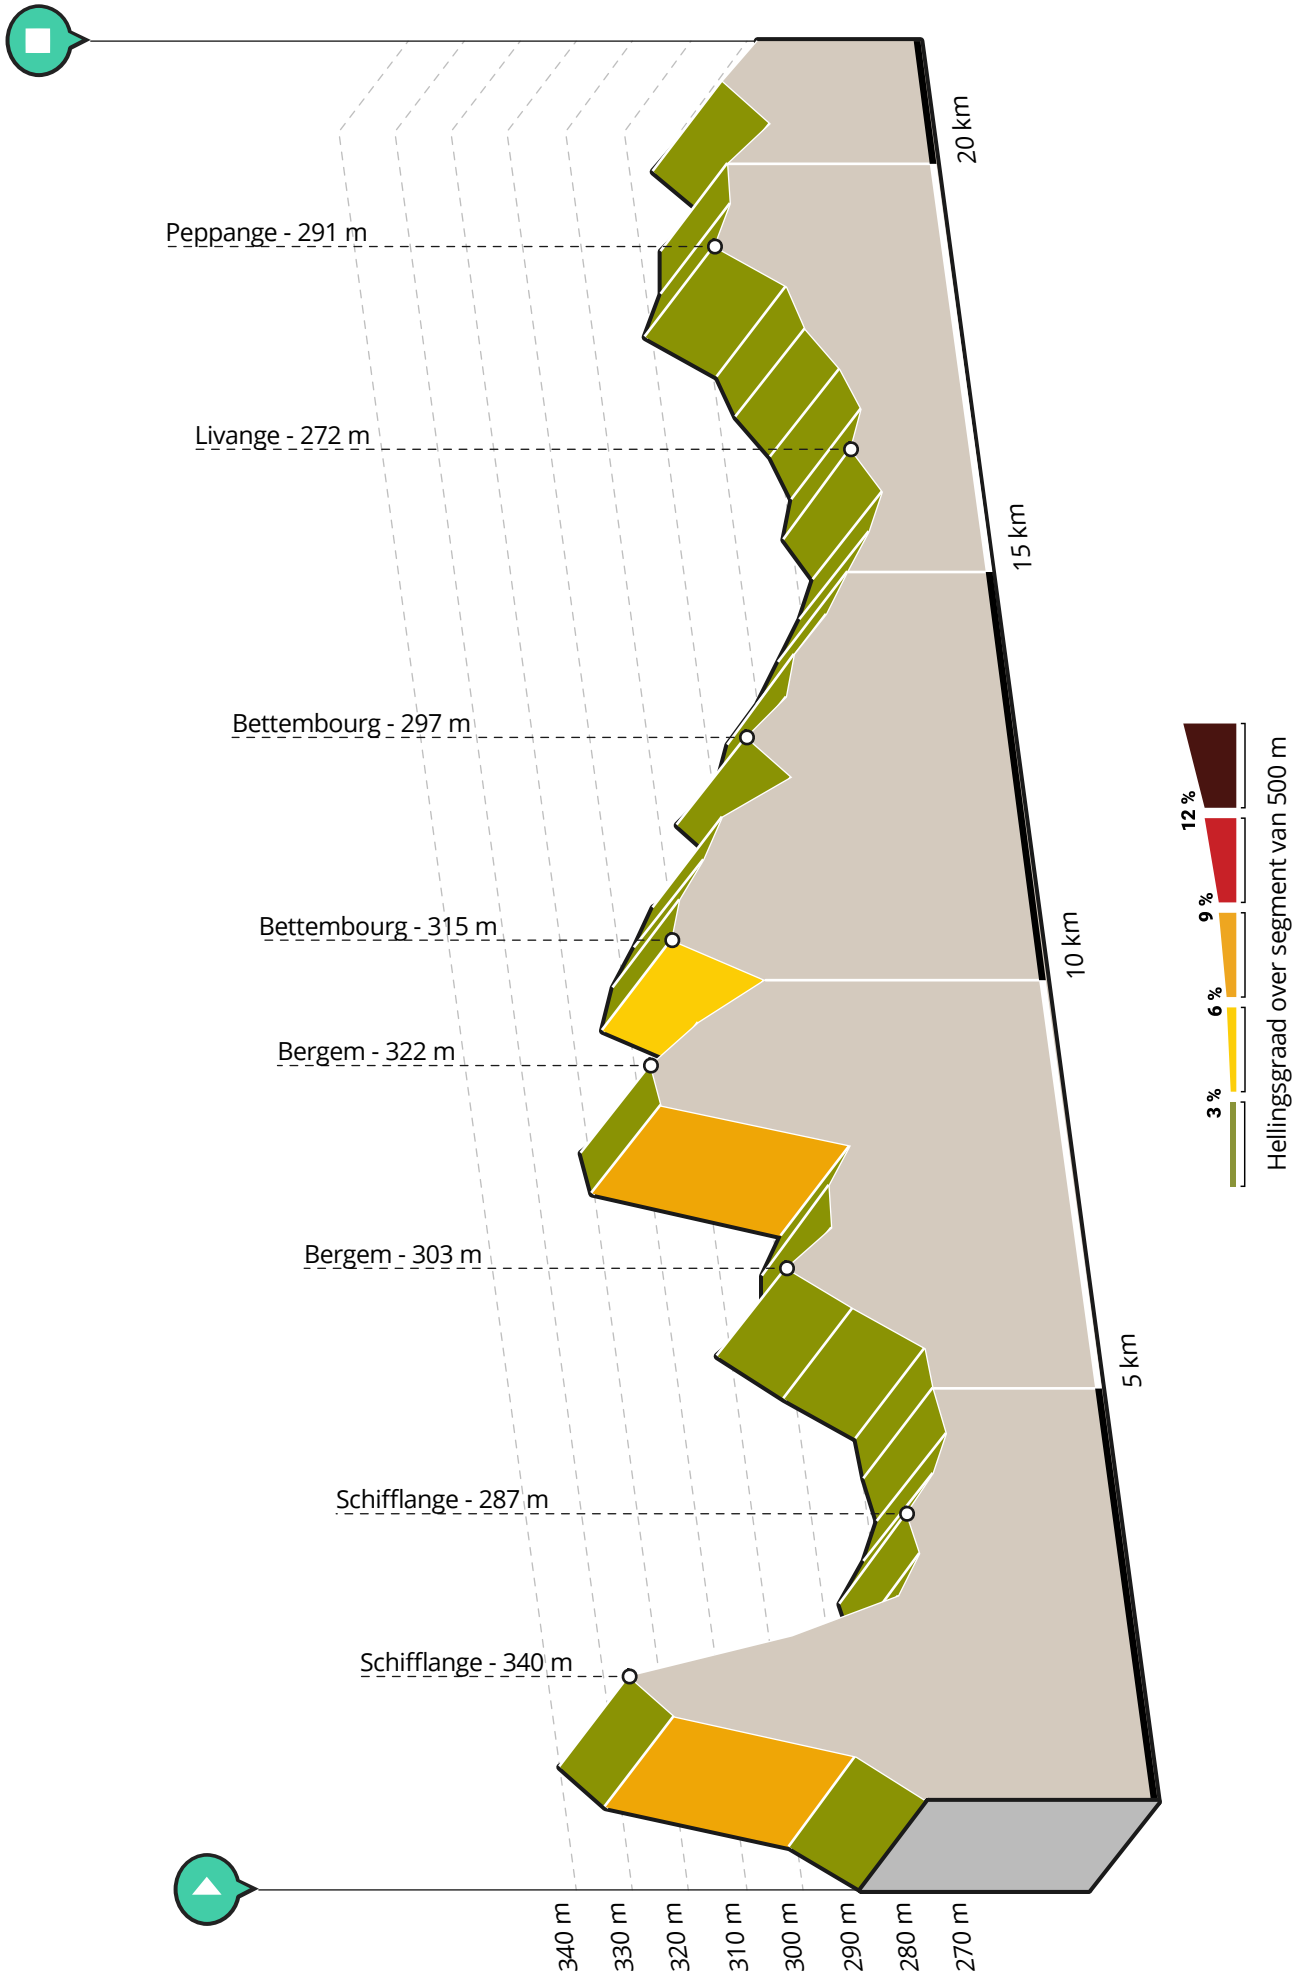 20 km
Peppange - 291 m
Livange - 272 m
15 km
Bettembourg - 297 m
12 %
9 %
6 %
3 %
Hellingsgraad over segment van 500 m
Bettembourg - 315 m
10 km
Bergem - 322 m
Bergem - 303 m
5 km
Schifflange - 287 m
Schifflange - 340 m
340 m
330 m
320 m
310 m
300 m
290 m
280 m
270 m